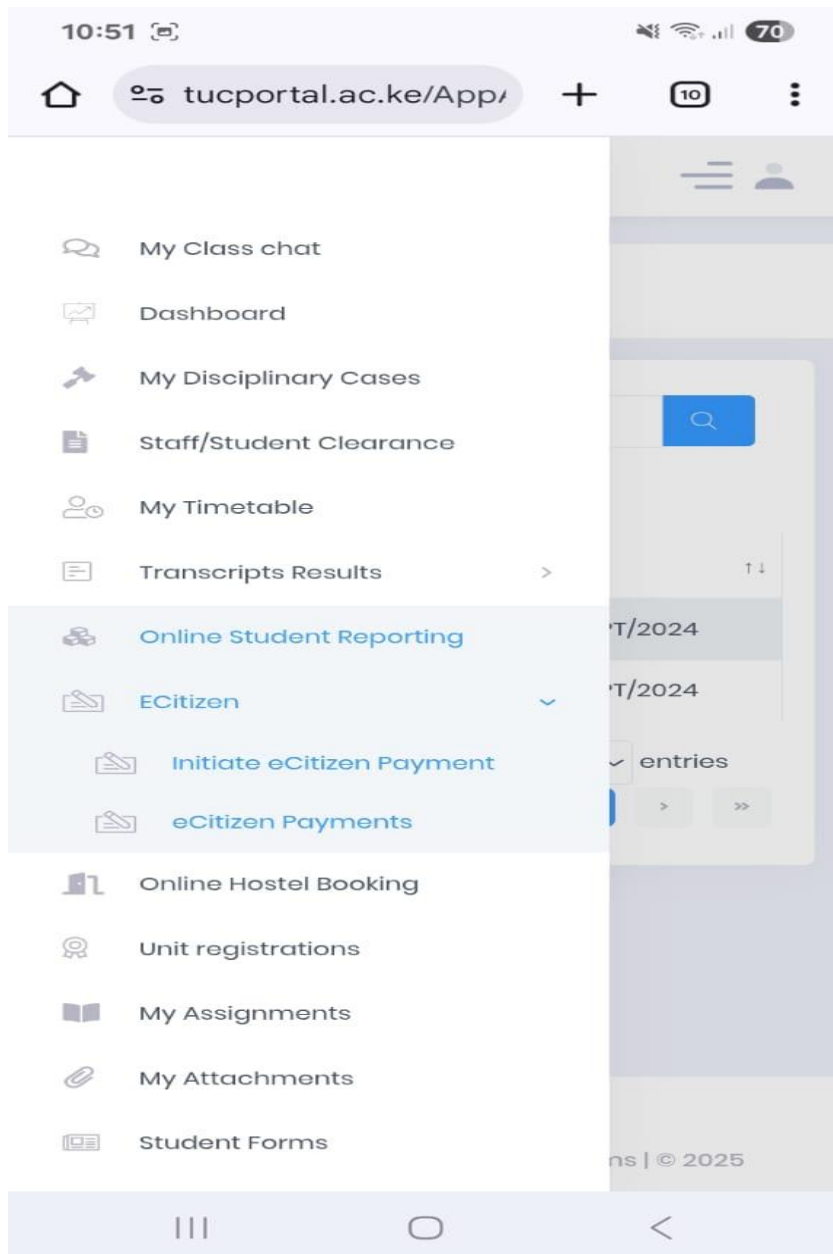 10:51
70
tucportal.ac.ke/App/
10
My Class chat
Dashboard
My Disciplinary Cases
Staff/Student Clearance
My Timetable
Transcripts Results
Online Student Reporting
PT/2024
ECitizen
PT/2024
Initiate eCitizen Payment
entries
eCitizen Payments
Online Hostel Booking
Unit registrations
My Assignments
My Attachments
Student Forms
ns | © 2025